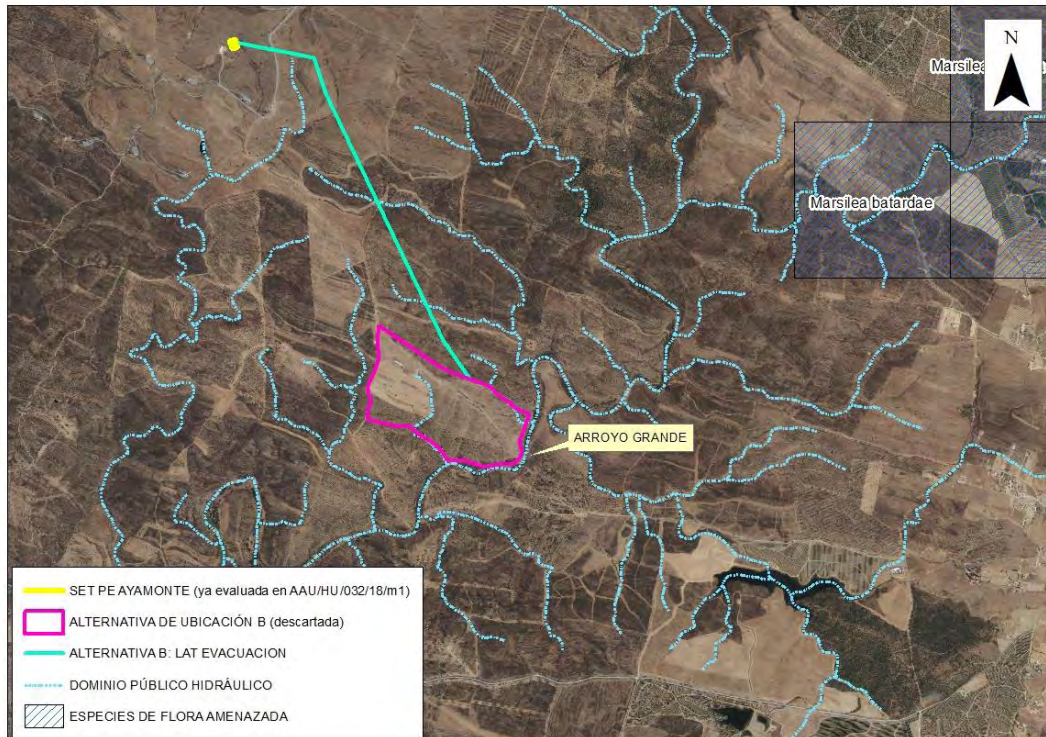 N
Marsilea
Marsilea batardae
ARROYO GRANDE
SET PE AYAMONTE (ya evaluada en AAU/HU/032/18/m1)
ALTERNATIVA DE UBICACIÓN B (descartada)
ALTERNATIVA B: LAT EVACUACION
DOMINIO PÚBLICO HIDRÁULICO
ESPECIES DE FLORA AMENAZADA